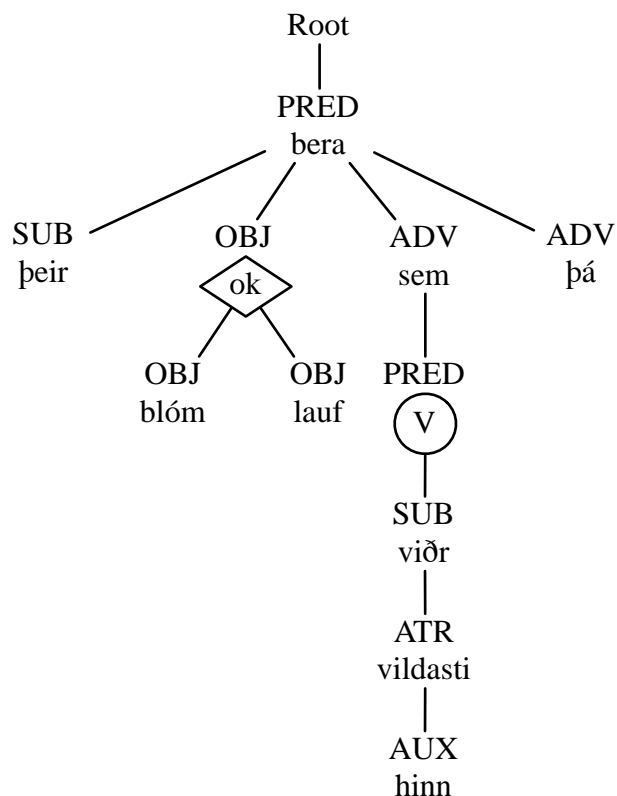 Root
PRED
bera
SUB OBJ ADV ADV
þeir sem þá
ok
OBJ OBJ PRED
blóm lauf
V
SUB
viðr
ATR
vildasti
AUX
hinn